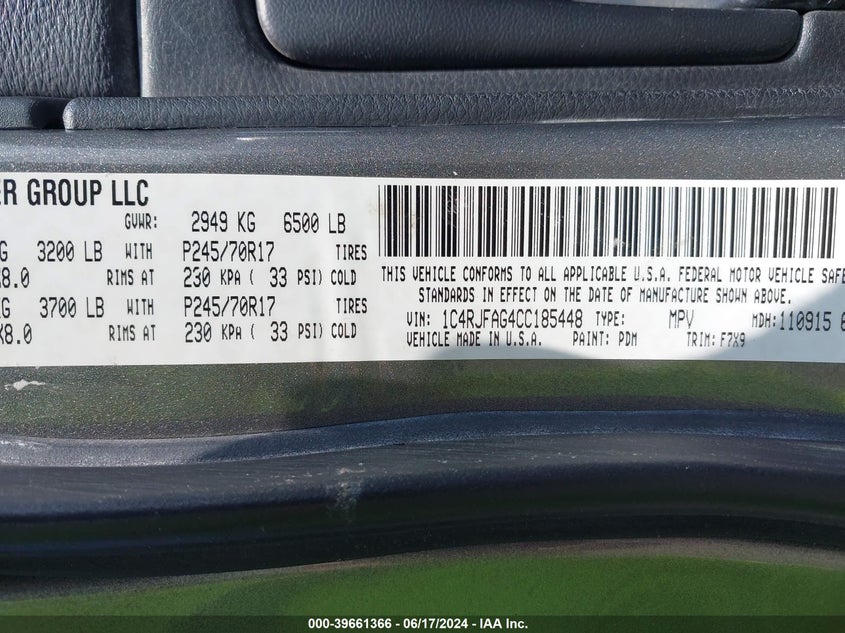 ER GROUP LLC
GVWR: 2949 KG 6500 LB
G 3200 LB WITH P245/70R17 TIRES
X8.0 RIMS AT 230 KPA ( 33 PSI) COLD
KG 3700 LB WITH P245/70R17 TIRES
X8.0 RIMS AT 230 KPA ( 33 PSI) COLD
THIS VEHICLE CONFORMS TO ALL APPLICABLE U.S.A. FEDERAL MOTOR VEHICLE SAFE
STANDARDS IN EFFECT ON THE DATE OF MANUFACTURE SHOWN ABOVE.
VIN: 1C4RJFAG4CC185448 TYPE: MPV MDH:110915
VEHICLE MADE IN U.S.A. PAINT: PDM TRIM: F7X9
000-39661366 - 06/17/2024 - IAA Inc.